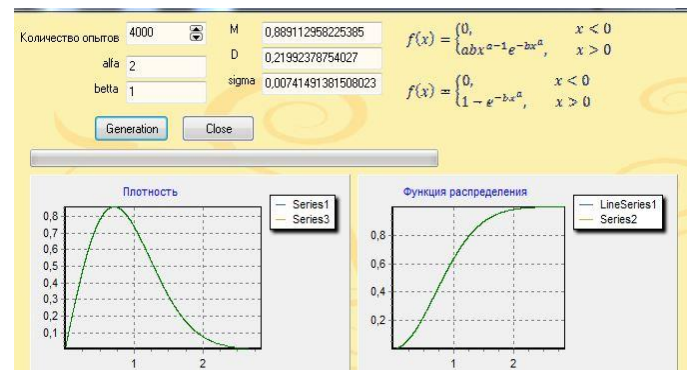 Количество опытов 4000 M 0,889112958225385 f(x) = {0, x < 0
abx^{a-1}e^{-bx^a}, x > 0
alfa 2 D 0,21992378754027
betta 1 sigma 0,00741491381508023 f(x) = {0, x < 0
1 − e^{-bx^a}, x > 0
Generation Close
Плотность
Series1
Series3
0,8
0,7
0,6
0,5
0,4
0,3
0,2
0,1
1 2
Функция распределения
LineSeries1
Series2
0,8
0,6
0,4
0,2
1 2